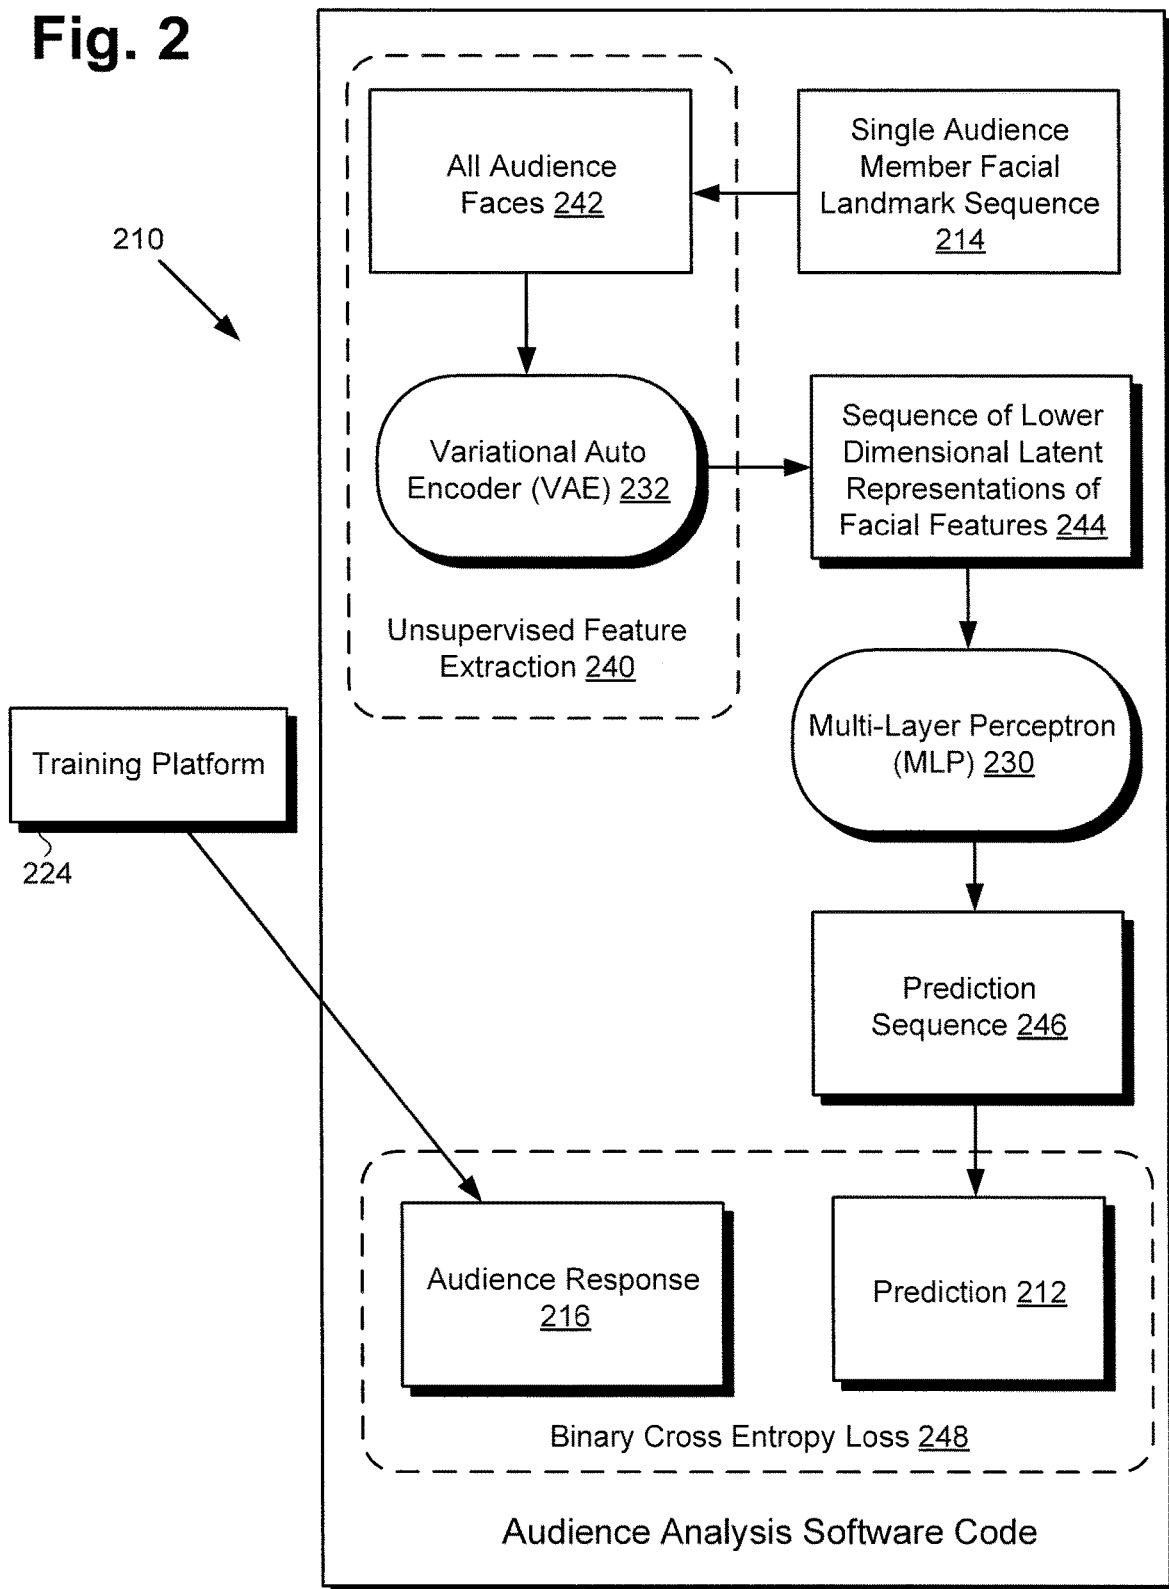 Fig. 2
All Audience
Faces 242
Single Audience
Member Facial
Landmark Sequence
214
210
Variational Auto
Encoder (VAE) 232
Sequence of Lower
Dimensional Latent
Representations of
Facial Features 244
Unsupervised Feature
Extraction 240
Multi-Layer Perceptron
(MLP) 230
Training Platform
224
Prediction
Sequence 246
Audience Response
216
Prediction 212
Binary Cross Entropy Loss 248
Audience Analysis Software Code